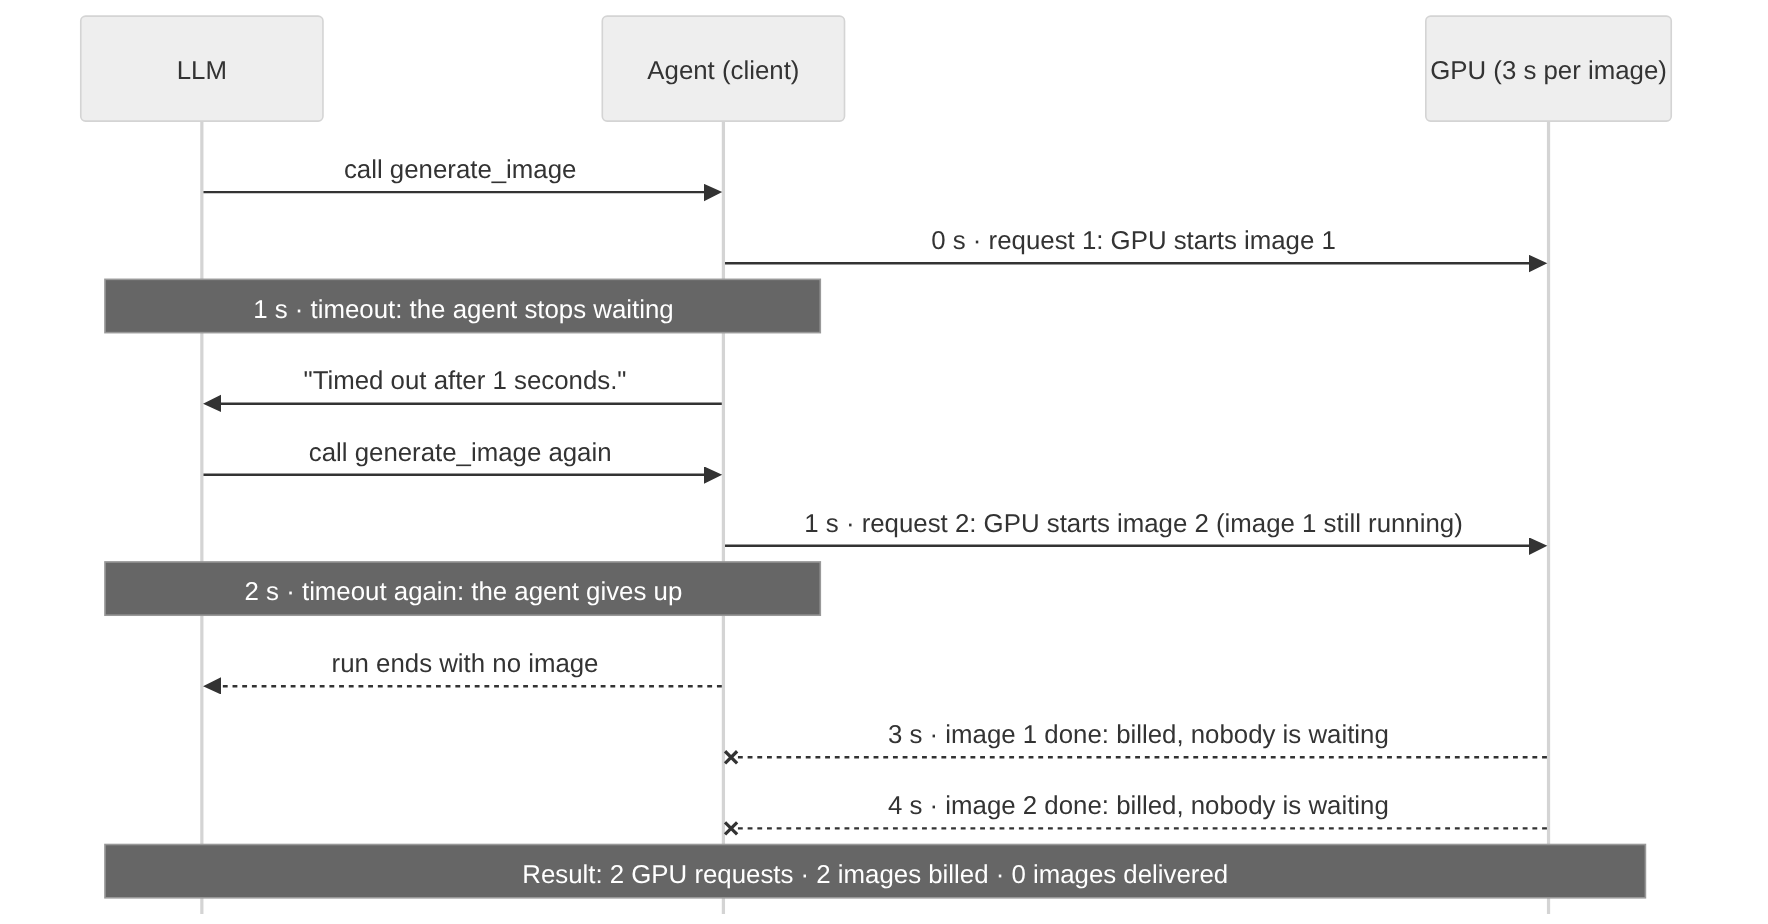 LLM
Agent (client)
GPU (3 s per image)
call generate_image
0 s · request 1: GPU starts image 1
1 s · timeout: the agent stops waiting
"Timed out after 1 seconds."
call generate_image again
1 s · request 2: GPU starts image 2 (image 1 still running)
2 s · timeout again: the agent gives up
run ends with no image
3 s · image 1 done: billed, nobody is waiting
4 s · image 2 done: billed, nobody is waiting
Result: 2 GPU requests · 2 images billed · 0 images delivered